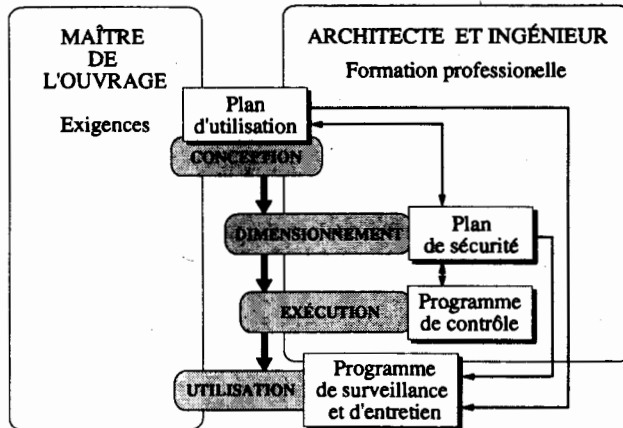 MAÎTRE
DE
L'OUVRAGE
Exigences
ARCHITECTE ET INGÉNIEUR
Formation professionelle
Plan
d'utilisation
CONCEPTION
DIMENSIONNEMENT
Plan
de sécurité
EXÉCUTION
Programme
de contrôle
UTILISATION
Programme
de surveillance
et d'entretien